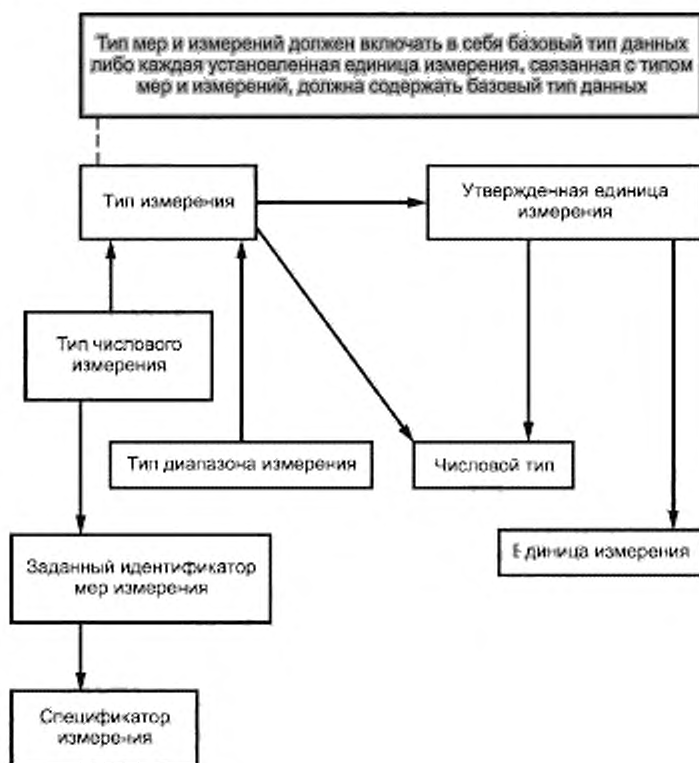 Тип мер и измерений должен включать в себя базовый тип данных
либо каждая установленная единица измерения, связанная с типом
мер и измерений, должна содержать базовый тип данных
Тип измерения
Утвержденная единица
измерения
Тип числового
измерения
Тип диапазона измерения
Числовой тип
Единица измерения
Заданный идентификатор
мер измерения
Спецификатор
измерения